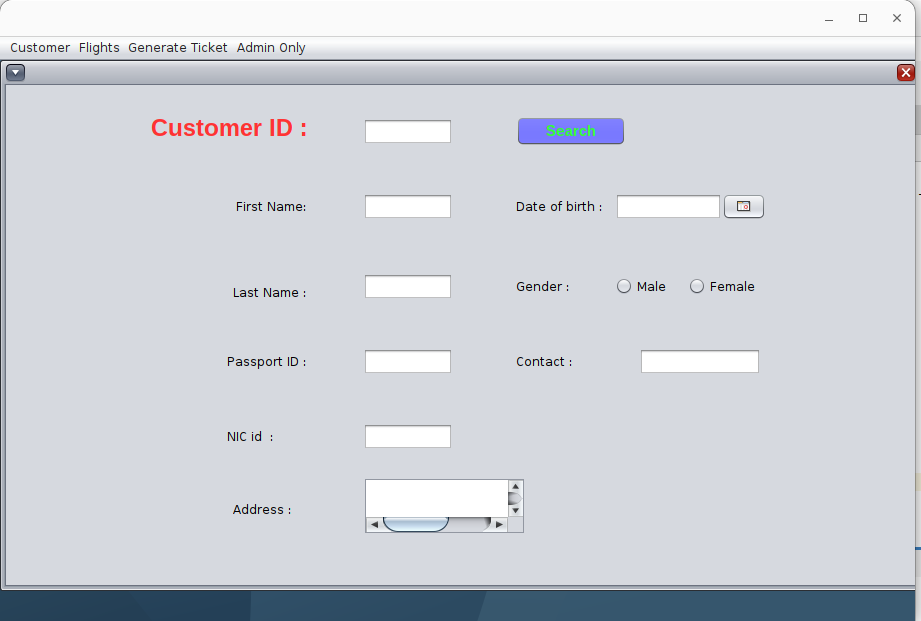 Customer Flights Generate Ticket Admin Only
Customer ID :
Search
First Name:
Date of birth :
Last Name :
Gender :
Male
Female
Passport ID :
Contact :
NIC id  :
Address :